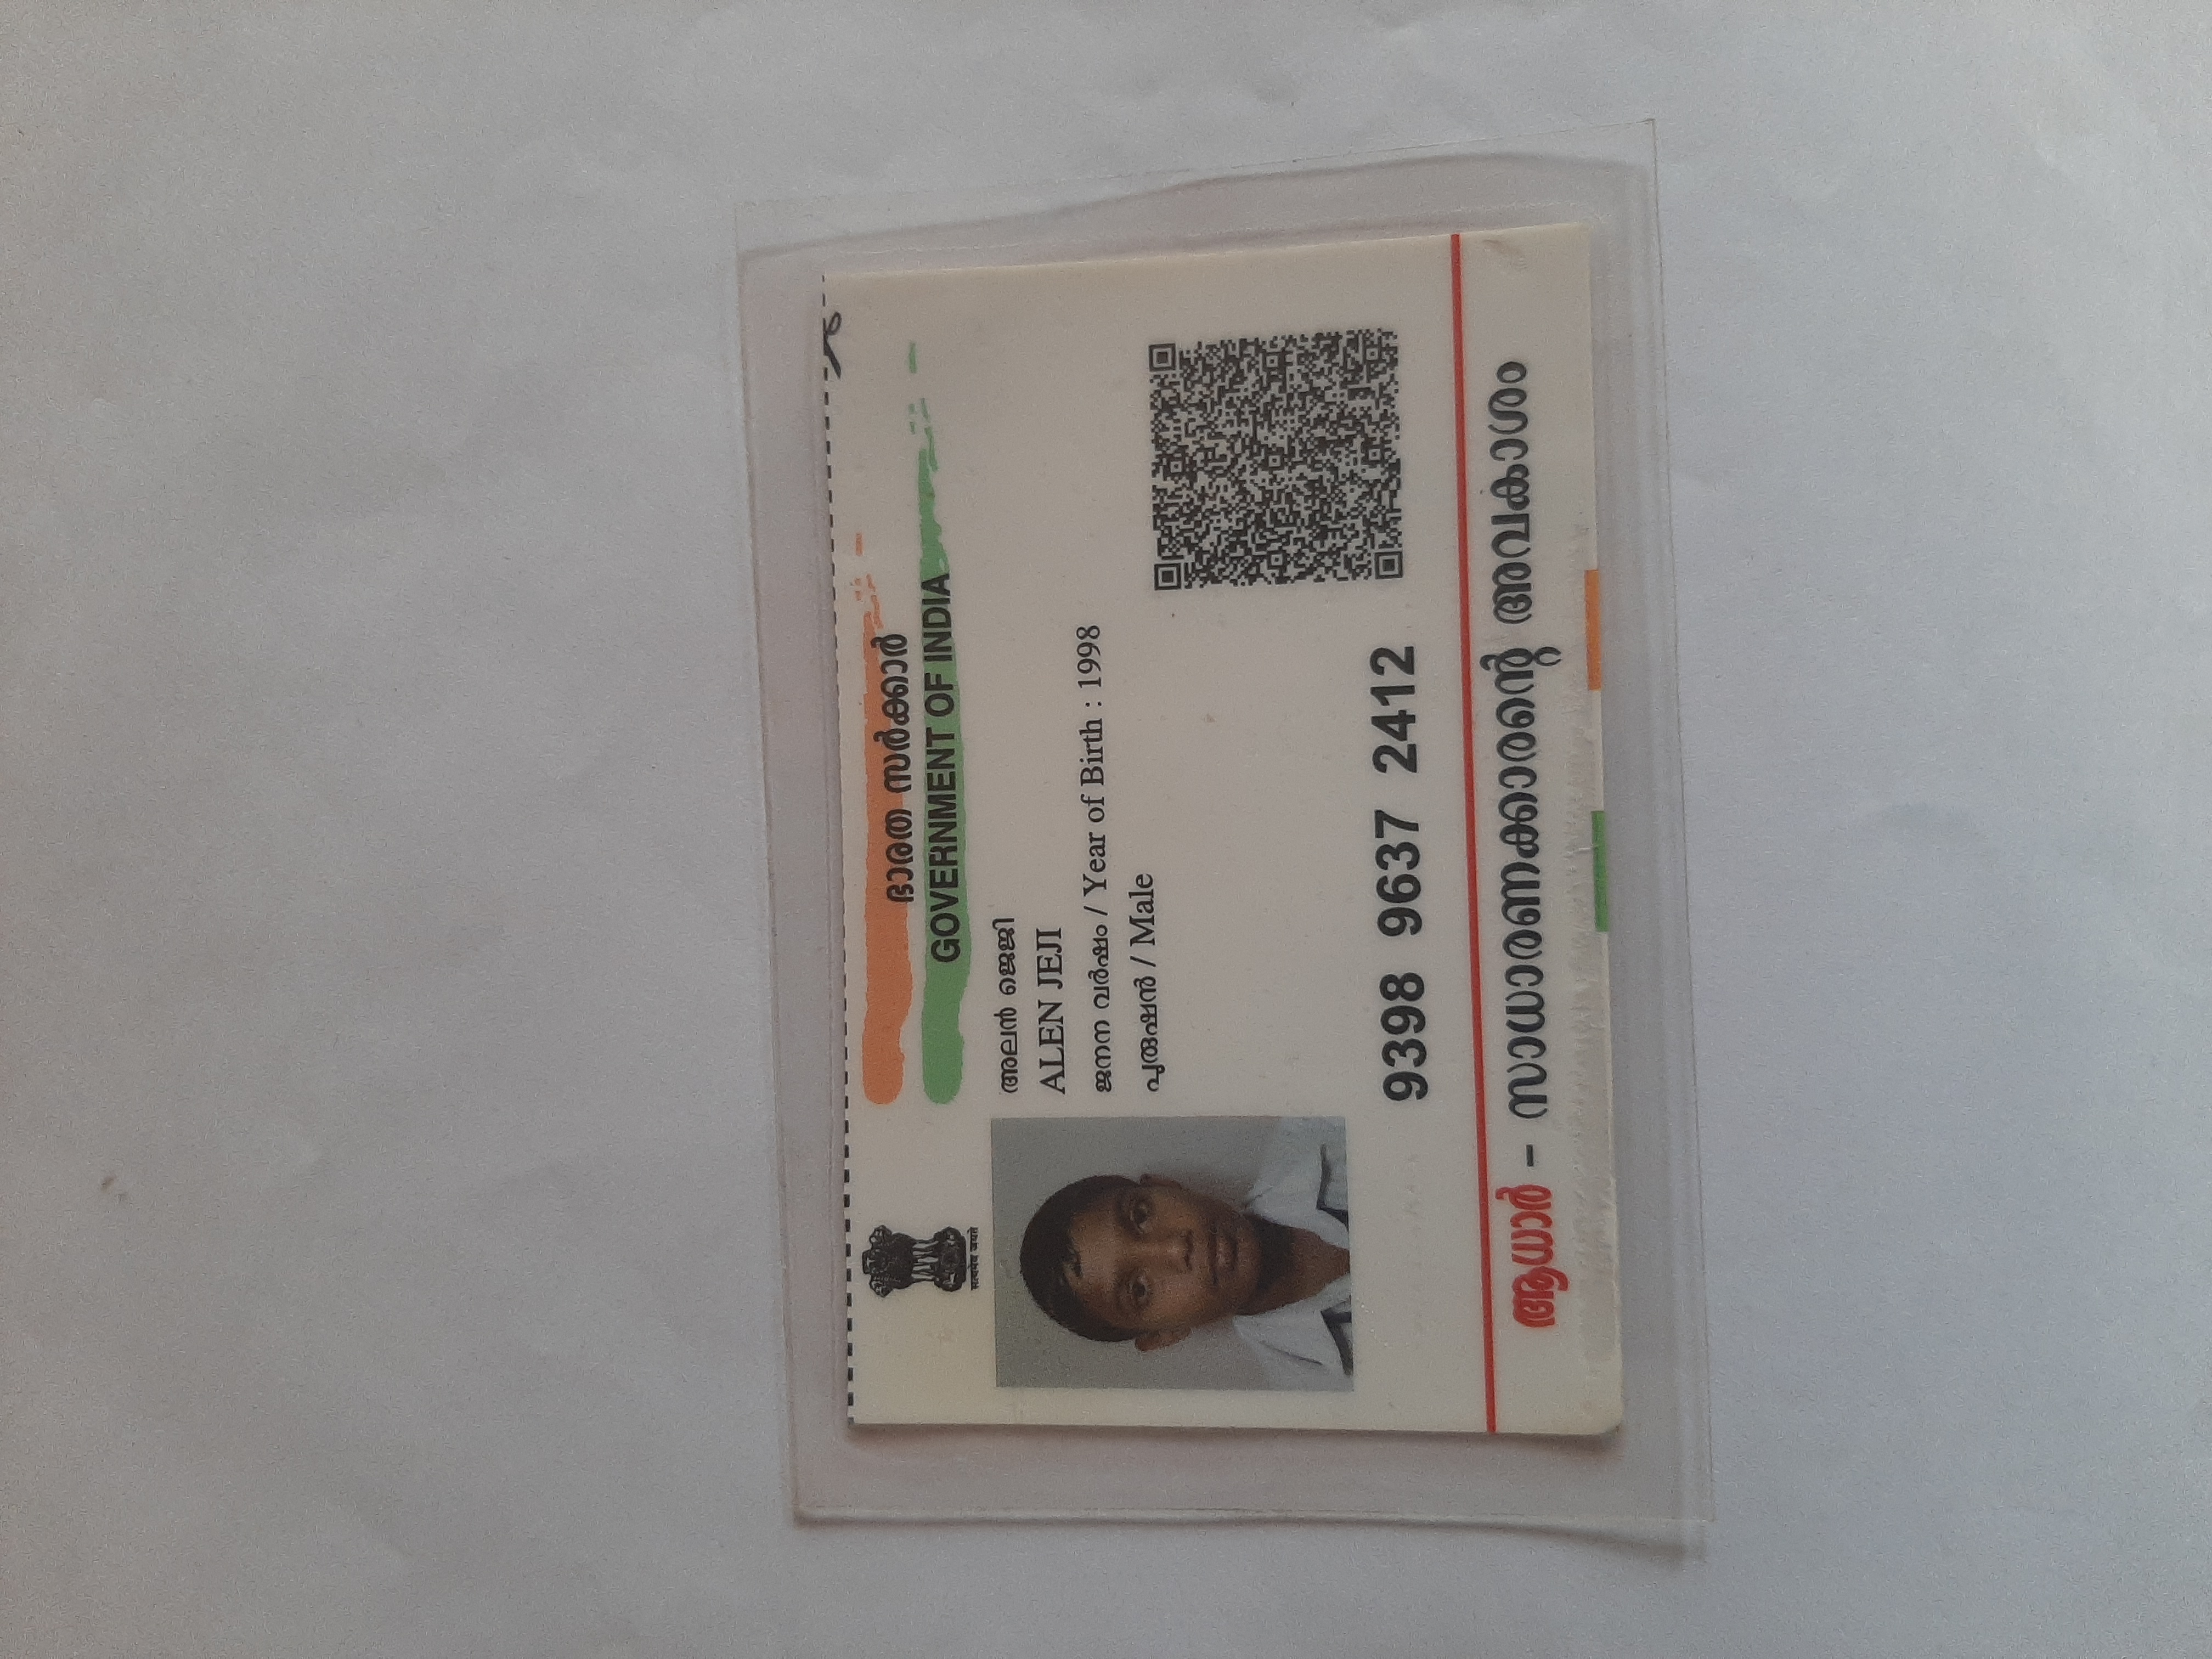 भारत സർക്കാർ
GOVERNMENT OF INDIA
सत्यमेव जयते
അലൻ ജെജി
ALEN JEJI
ജനന വർഷം / Year of Birth : 1998
പുരുഷൻ / Male
9398 9637 2412
ആധാർ – സാധാരണക്കാരന്റെ അവകാശം